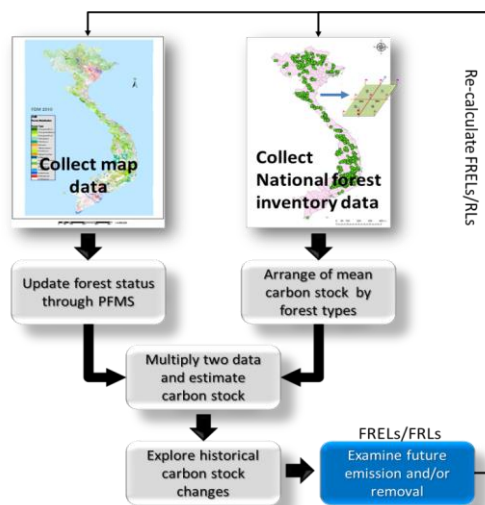 Collect map
data
Collect
National forest
inventory data
Re-calculate FRELs/RLs
Update forest status
through PFMS
Arrange of mean
carbon stock by
forest types
Multiply two data
and estimate
carbon stock
FRELs/FRLs
Explore historical
carbon stock
changes
Examine future
emission and/or
removal